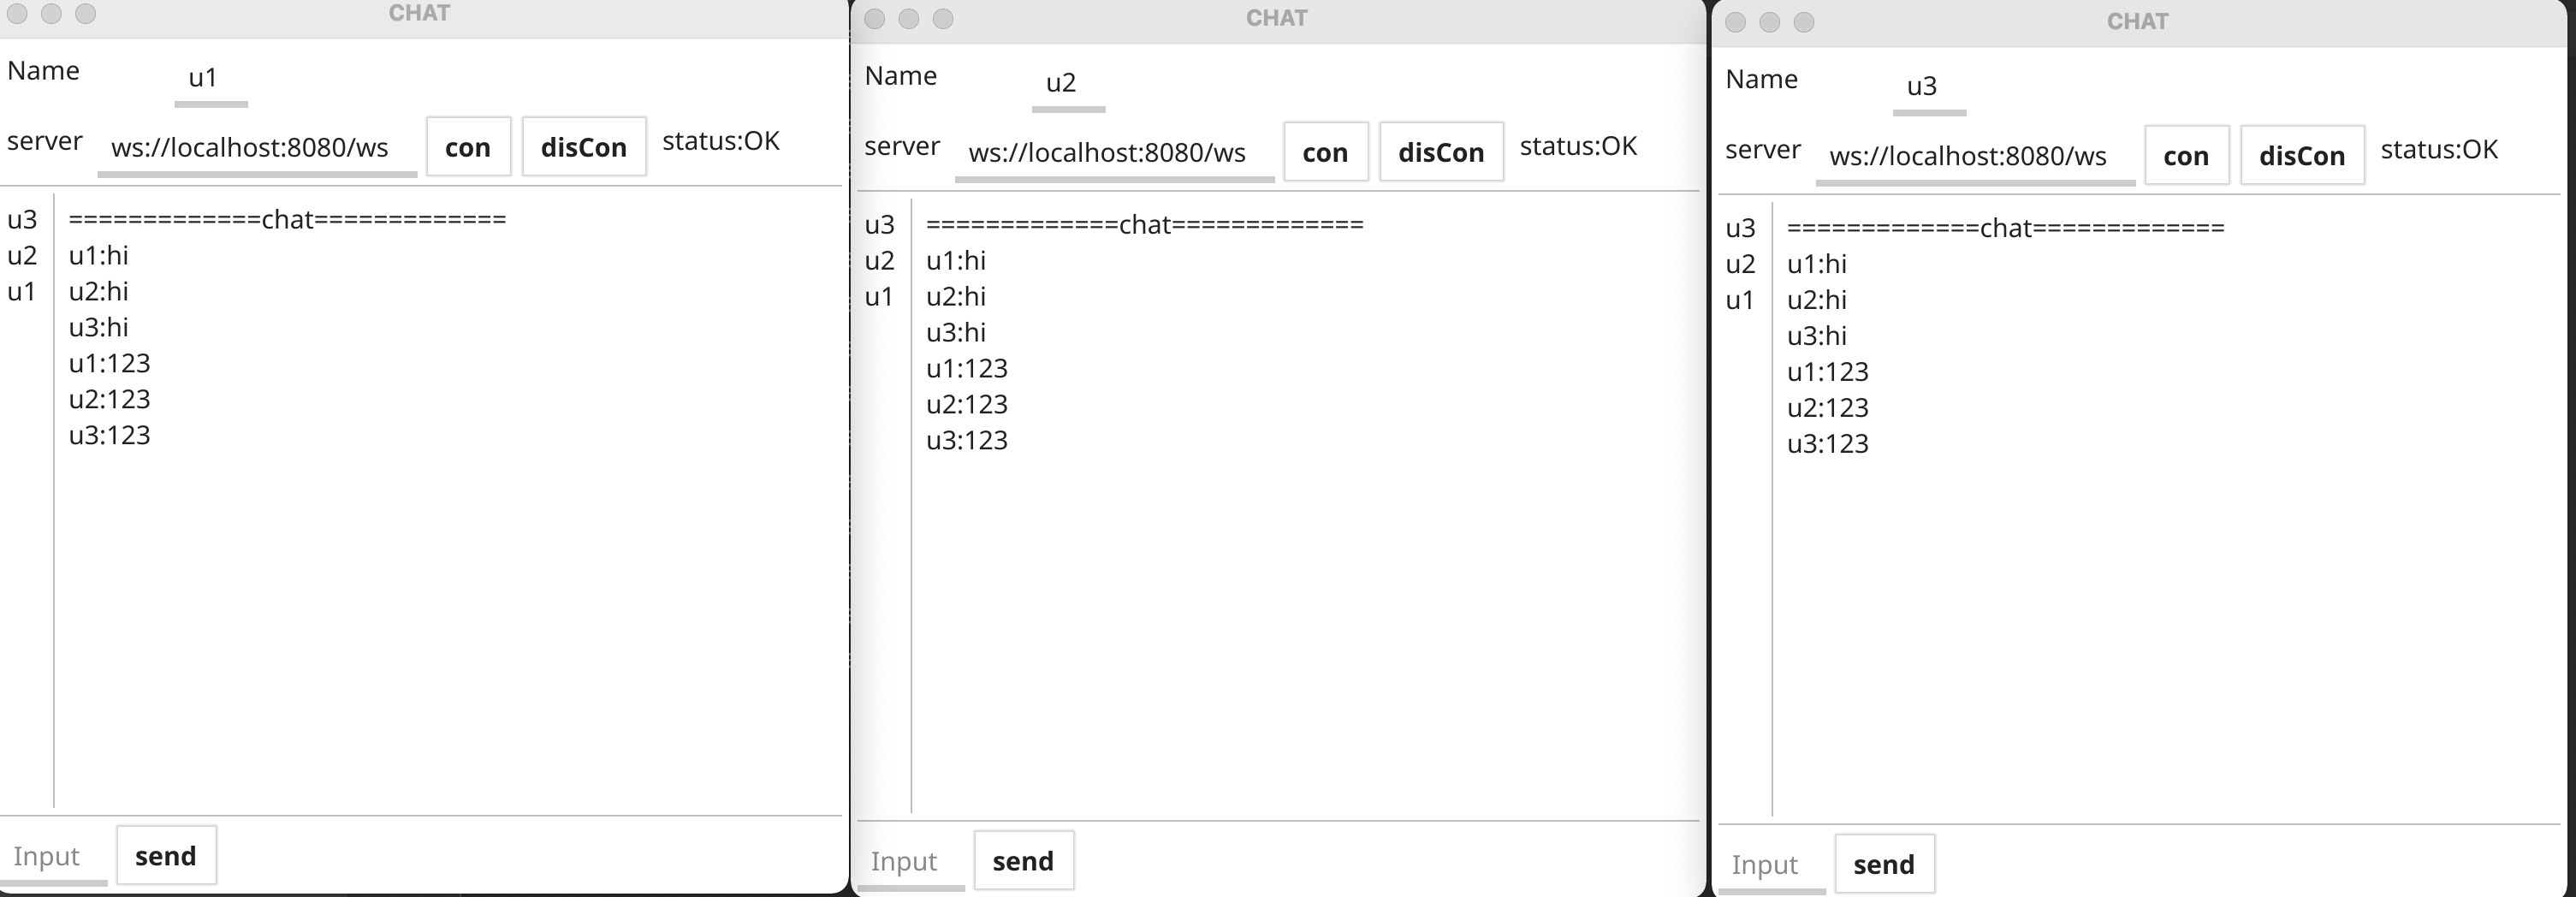 CHAT
Name u1
server ws://localhost:8080/ws con disCon status:OK
u3
u2
u1
=============chat=============
u1:hi
u2:hi
u3:hi
u1:123
u2:123
u3:123
Input send
CHAT
Name u2
server ws://localhost:8080/ws con disCon status:OK
u3
u2
u1
=============chat=============
u1:hi
u2:hi
u3:hi
u1:123
u2:123
u3:123
Input send
CHAT
Name u3
server ws://localhost:8080/ws con disCon status:OK
u3
u2
u1
=============chat=============
u1:hi
u2:hi
u3:hi
u1:123
u2:123
u3:123
Input send